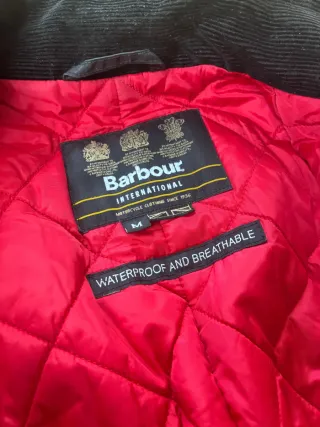 Barbour
INTERNATIONAL
MOTORCYCLE CLOTHING SINCE 1936
M
WATERPROOF AND BREATHABLE